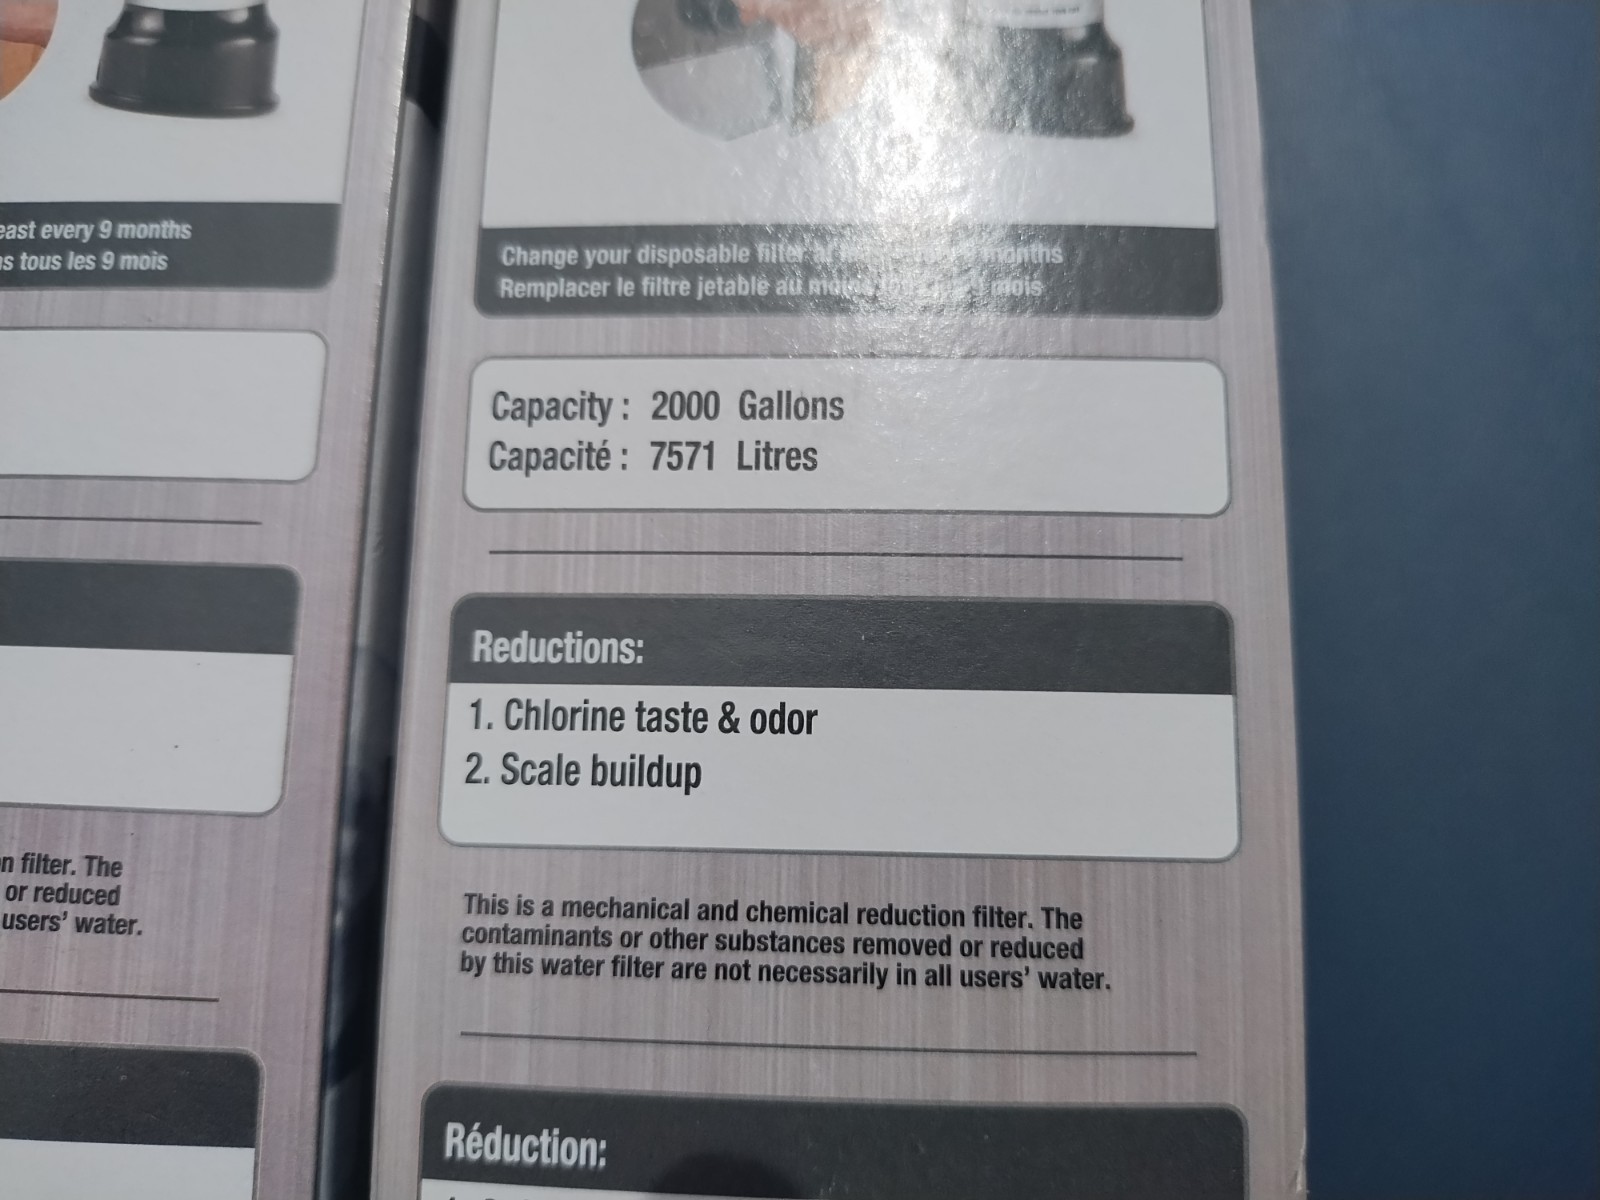 east every 9 months
s tous les 9 mois
n filter. The
or reduced
users' water.
Change your disposable filter months
Remplacer le filtre jetable au mois
Capacity : 2000 Gallons
Capacité : 7571 Litres
Reductions:
1. Chlorine taste & odor
2. Scale buildup
This is a mechanical and chemical reduction filter. The
contaminants or other substances removed or reduced
by this water filter are not necessarily in all users' water.
Réduction: